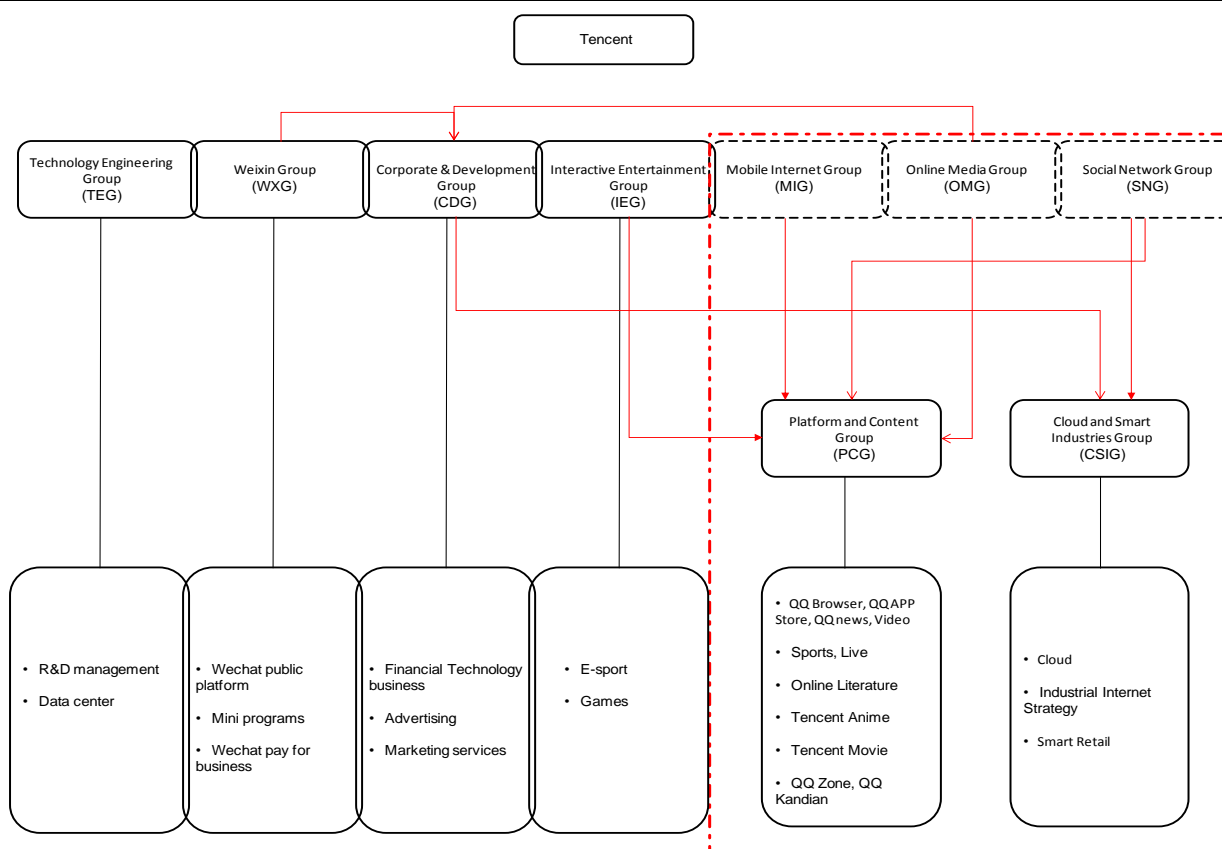 Tencent
Technology Engineering
Group
(TEG)
Weixin Group
(WXG)
Corporate & Development
Group
(CDG)
Interactive Entertainment
Group
(IEG)
Mobile Internet Group
(MIG)
Online Media Group
(OMG)
Social Network Group
(SNG)
Platform and Content
Group
(PCG)
Cloud and Smart
Industries Group
(CSIG)
• R&D management
• Data center
• Wechat public
platform
• Mini programs
• Wechat pay for
business
• Financial Technology
business
• Advertising
• Marketing services
• E-sport
• Games
• QQ Browser, QQ APP
Store, QQ news, Video
• Sports, Live
• Online Literature
• Tencent Anime
• Tencent Movie
• QQ Zone, QQ
Kandian
• Cloud
• Industrial Internet
Strategy
• Smart Retail